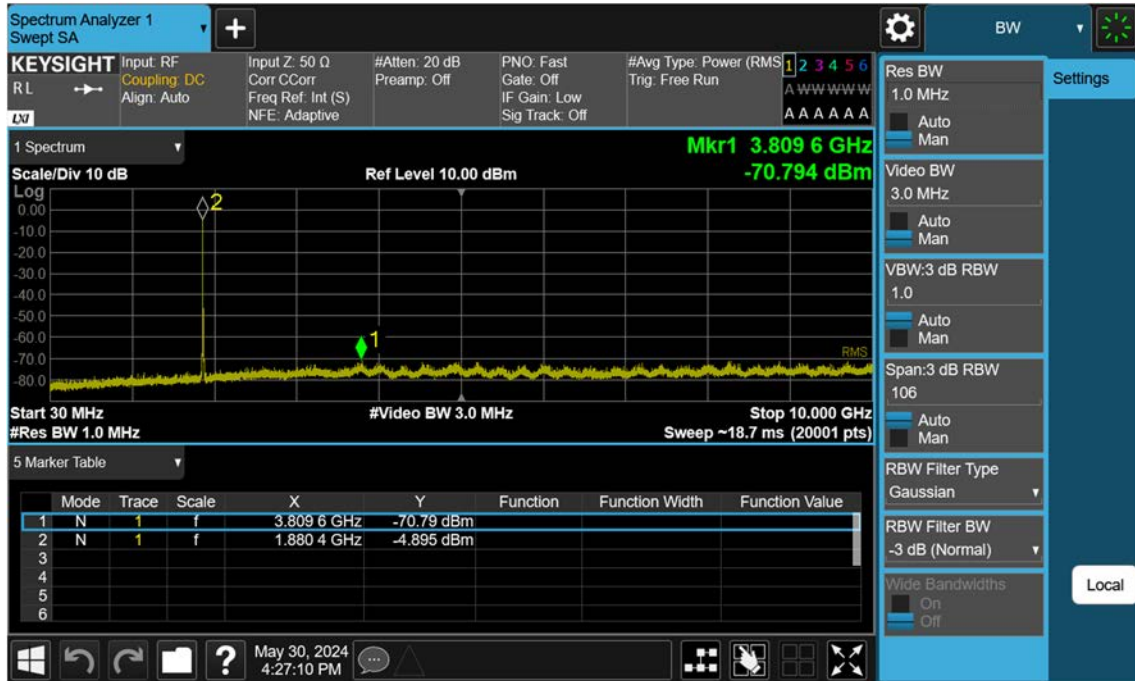 Spectrum Analyzer 1
Swept SA
+
BW
KEYSIGHT
R L
LXI
Input: RF
Coupling: DC
Align: Auto
Input Z: 50 Ω
Corr CCorr
Freq Ref: Int (S)
NFE: Adaptive
#Atten: 20 dB
Preamp: Off
PNO: Fast
Gate: Off
IF Gain: Low
Sig Track: Off
#Avg Type: Power (RMS
Trig: Free Run
1 2 3 4 5 6
A W W W W W
A A A A A A
1 Spectrum
Mkr1 3.809 6 GHz
Scale/Div 10 dB Ref Level 10.00 dBm -70.794 dBm
Log
0.00
-10.0
-20.0
-30.0
-40.0
-50.0
-60.0
-70.0
-80.0
2
1
RMS
Start 30 MHz #Video BW 3.0 MHz Stop 10.000 GHz
#Res BW 1.0 MHz Sweep ~18.7 ms (20001 pts)
5 Marker Table
Mode Trace Scale X Y Function Function Width Function Value
1 N 1 f 3.809 6 GHz -70.79 dBm
2 N 1 f 1.880 4 GHz -4.895 dBm
3
4
5
6
?
May 30, 2024
4:27:10 PM
Settings
Res BW
1.0 MHz
Auto
Man
Video BW
3.0 MHz
Auto
Man
VBW:3 dB RBW
1.0
Auto
Man
Span:3 dB RBW
106
Auto
Man
RBW Filter Type
Gaussian
RBW Filter BW
-3 dB (Normal)
Wide Bandwidths
On
Off
Local